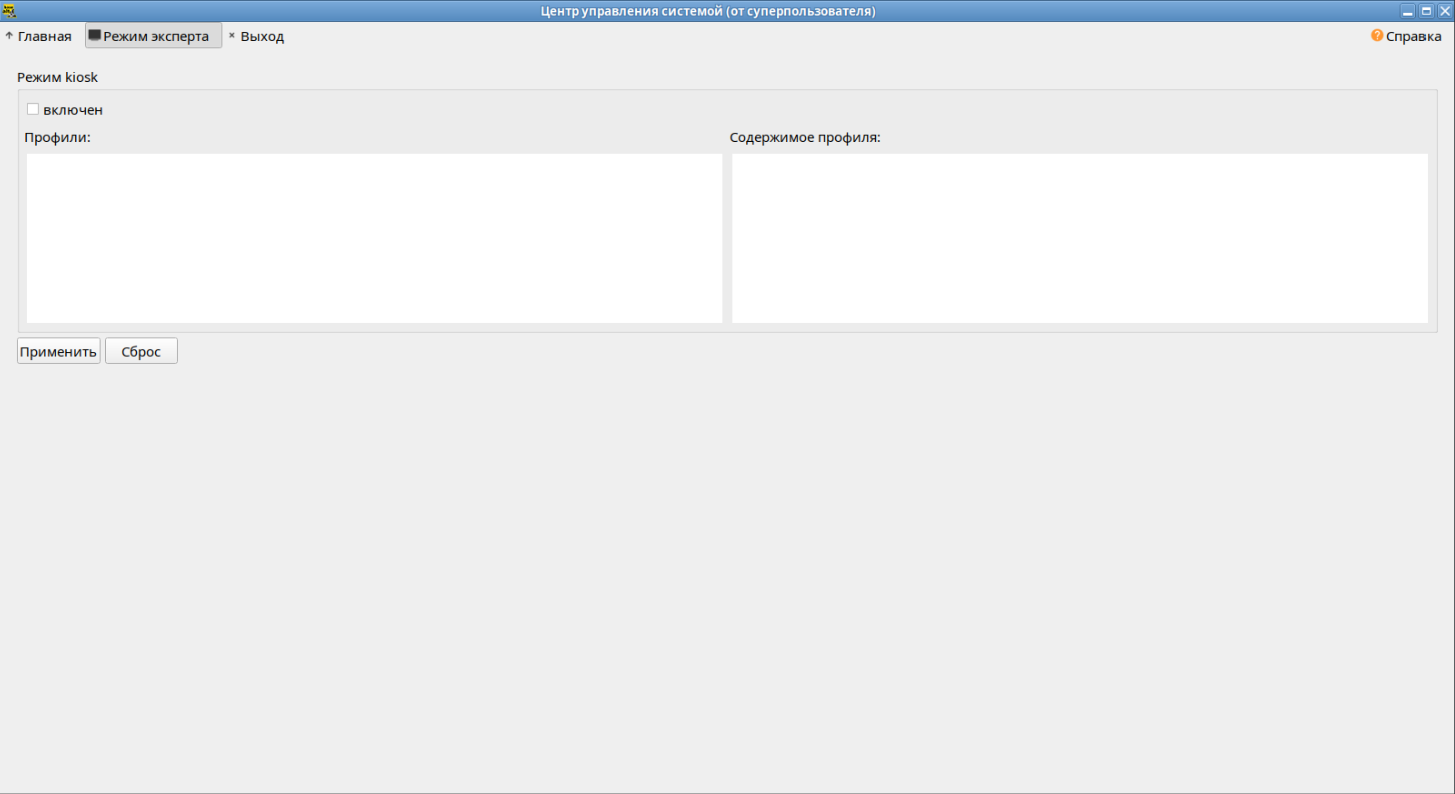 Центр управления системой (от суперпользователя)
Главная Режим эксперта Выход Справка
Режим kiosk
включен
Профили: Содержимое профиля:
Применить Сброс